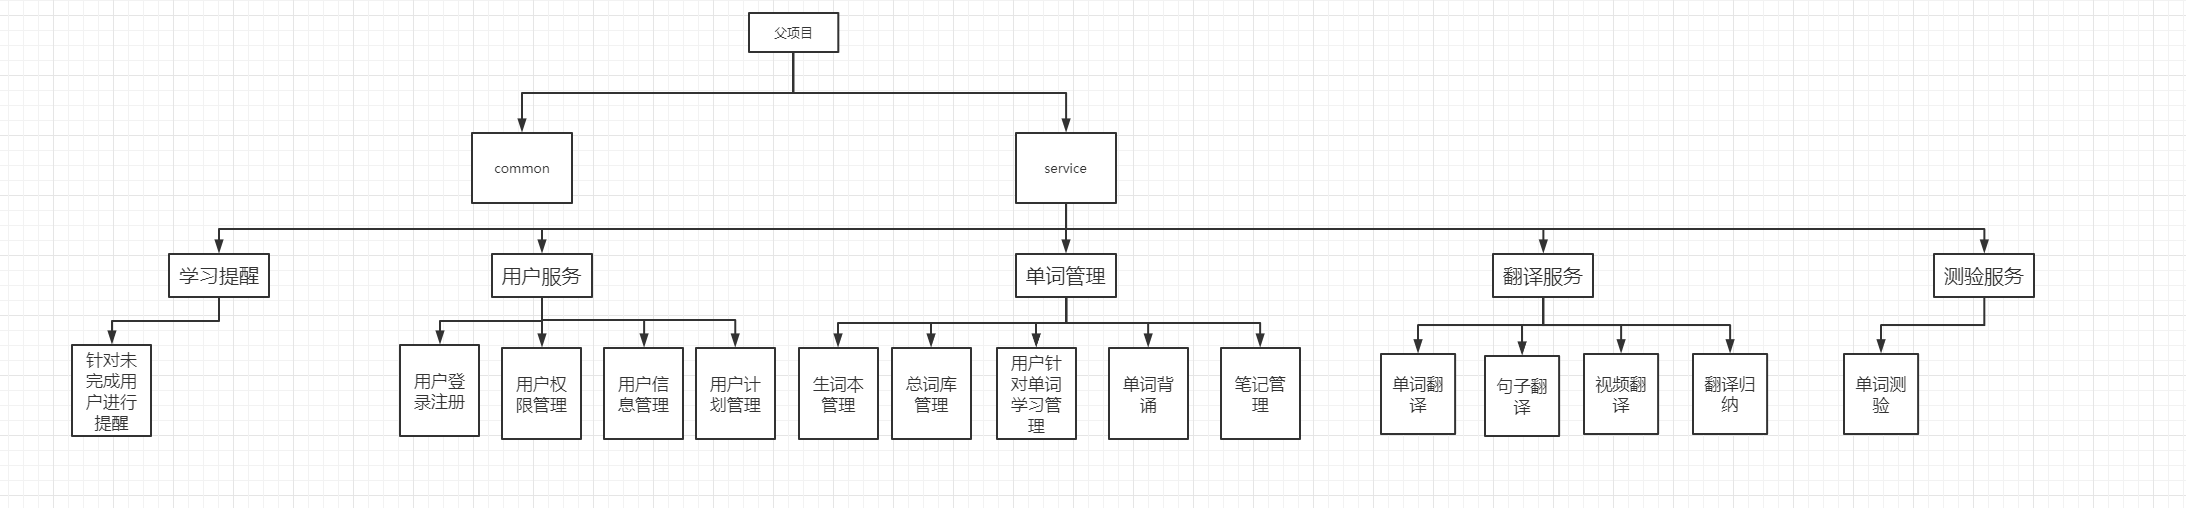 父项目
common
service
学习提醒
用户服务
单词管理
翻译服务
测验服务
针对未
完成用
户进行
提醒
用户登
录注册
用户权
限管理
用户信
息管理
用户计
划管理
生词本
管理
总词库
管理
用户针
对单词
学习管
理
单词背
诵
笔记管
理
单词翻
译
句子翻
译
视频翻
译
翻译归
纳
单词测
验